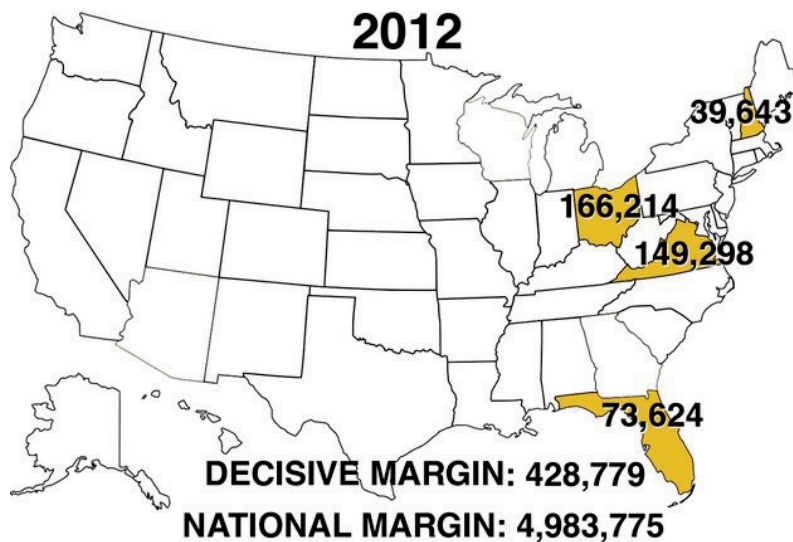 2012
39,643
166,214
149,298
73,624
DECISIVE MARGIN: 428,779
NATIONAL MARGIN: 4,983,775